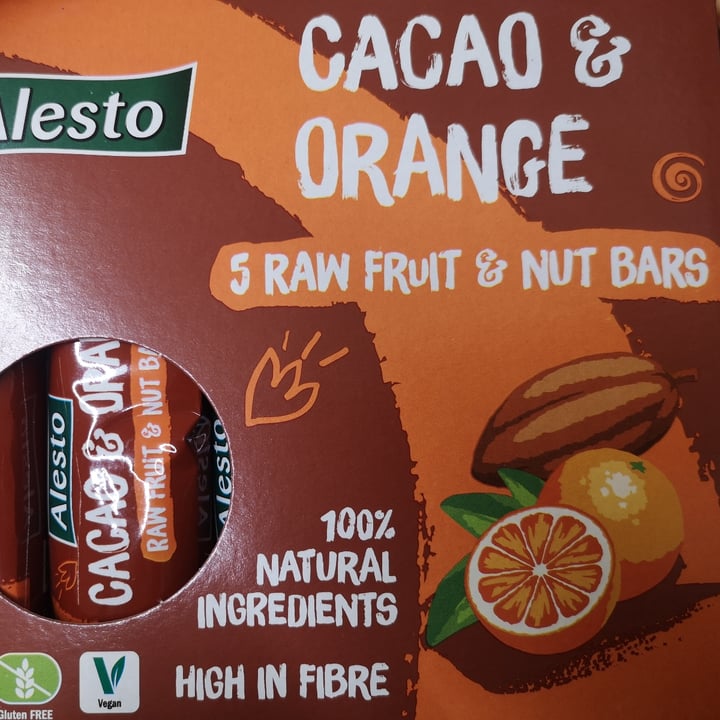 CACAO &
ORANGE
Alesto
5 RAW FRUIT & NUT BARS
Alesto
CACAO & ORA
RAW FRUIT & NUT BA
Alesto
100%
NATURAL
INGREDIENTS
HIGH IN FIBRE
Gluten FREE
Vegan